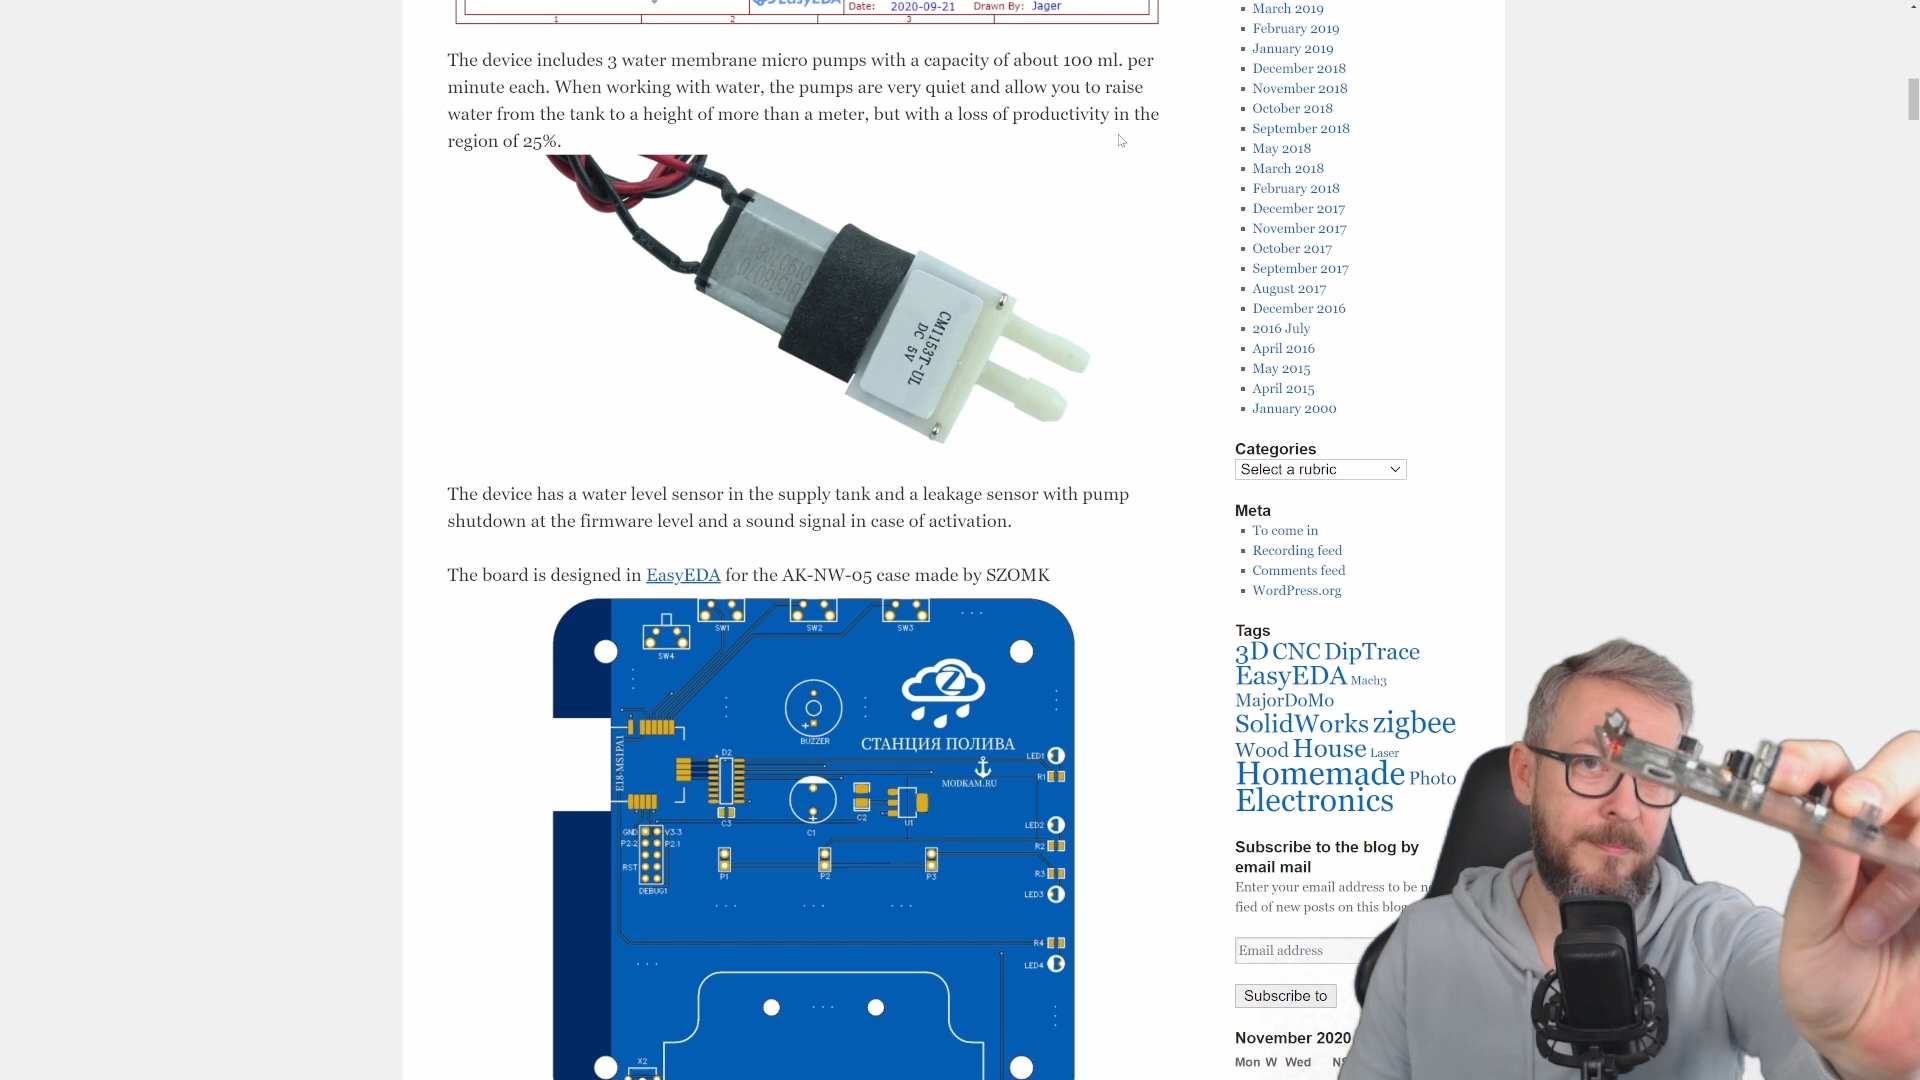 EasyEDA
Date: 2020-09-21 Drawn By: Jager
1 2 3
The device includes 3 water membrane micro pumps with a capacity of about 100 ml. per
minute each. When working with water, the pumps are very quiet and allow you to raise
water from the tank to a height of more than a meter, but with a loss of productivity in the
region of 25%.
CM1153T-UL
DC 5V
The device has a water level sensor in the supply tank and a leakage sensor with pump
shutdown at the firmware level and a sound signal in case of activation.
The board is designed in EasyEDA for the AK-NW-05 case made by SZOMK
SW1 SW2 SW3
SW4
Z
BUZZER
СТАНЦИЯ ПОЛИВА
MODKAM.RU
E18-MS1PA1
D2
LED1
R1
C3
C1
C2
U1
LED2
GND V3-3
P2-2 P2-1
RST
DEBUG1
R2
P1 P2 P3
R3
LED3
R4
LED4
X2
March 2019
February 2019
January 2019
December 2018
November 2018
October 2018
September 2018
May 2018
March 2018
February 2018
December 2017
November 2017
October 2017
September 2017
August 2017
December 2016
2016 July
April 2016
May 2015
April 2015
January 2000
Categories
Select a rubric
Meta
To come in
Recording feed
Comments feed
WordPress.org
Tags
3D CNC DipTrace
EasyEDA Mach3
MajorDoMo
SolidWorks zigbee
Wood House Laser
Homemade Photo
Electronics
Subscribe to the blog by
email mail
Enter your email address to be
fied of new posts on this blog
Email address
Subscribe to
November 2020
Mon W Wed